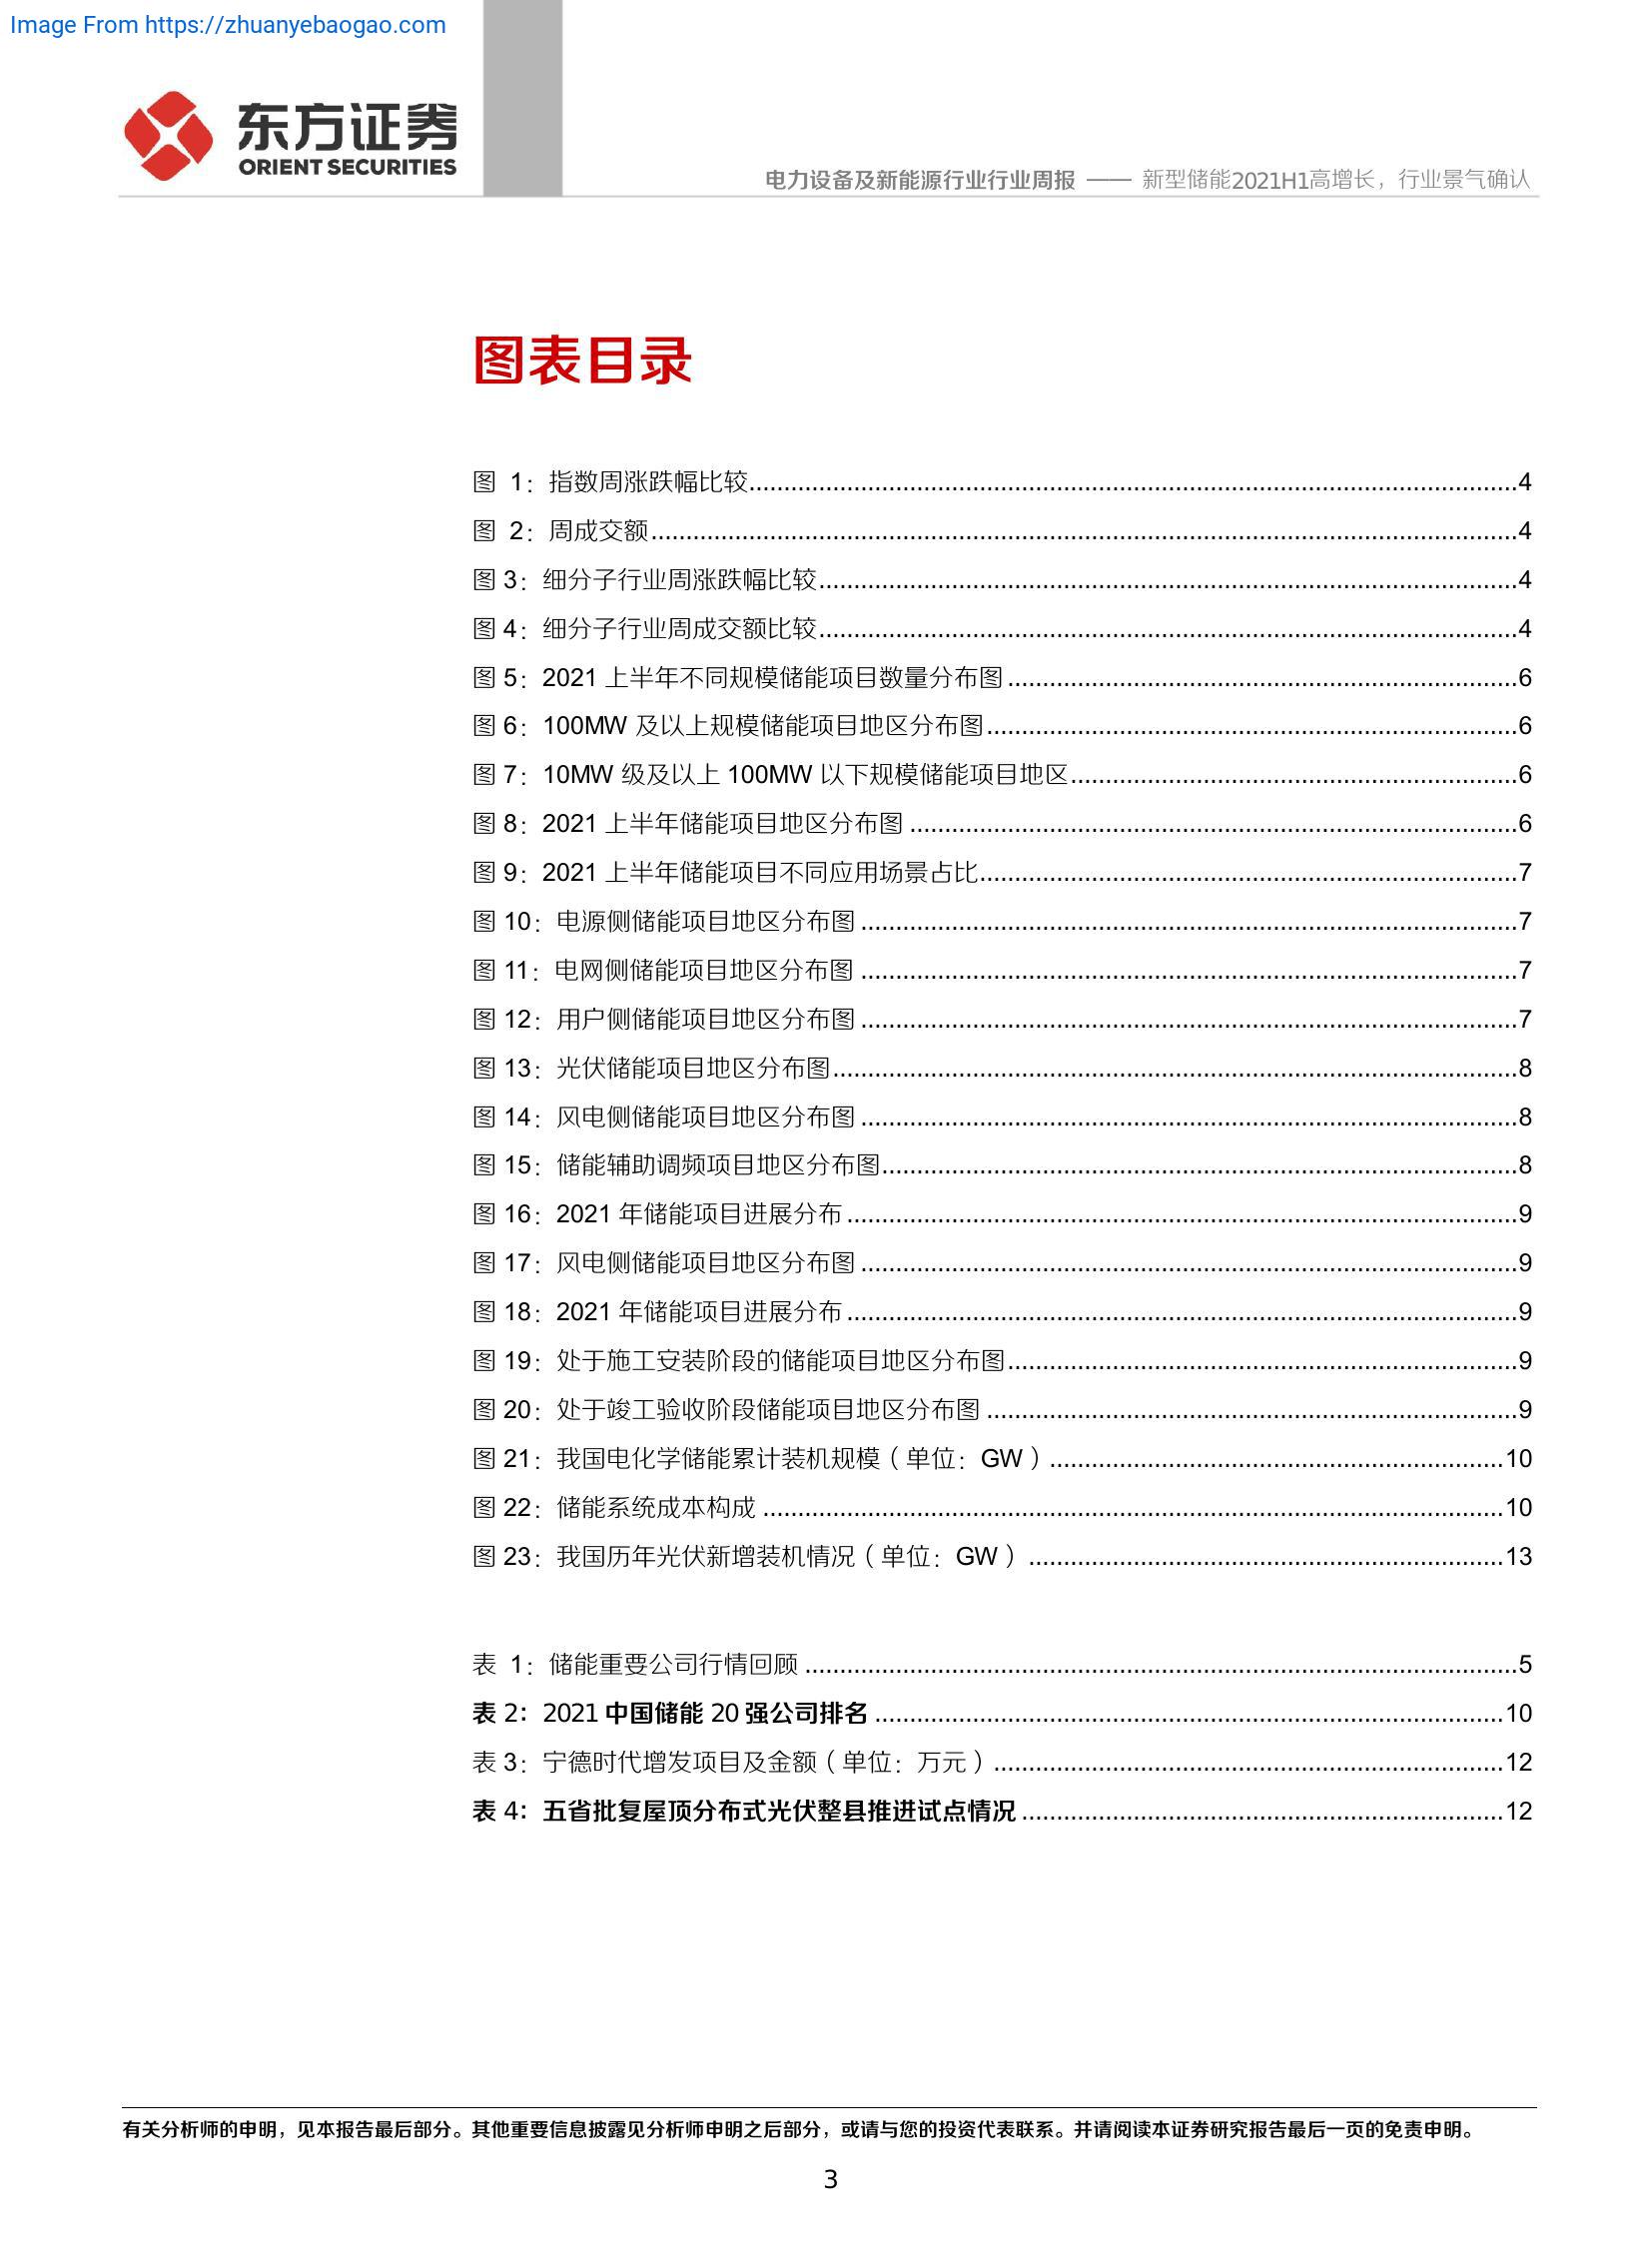 Image From https://zhuanyebaogao.com
东方证券
ORIENT SECURITIES
电力设备及新能源行业行业周报 —— 新型储能2021H1高增长，行业景气确认
图表目录
图 1：指数周涨跌幅比较....................4
图 2：周成交额....................4
图 3：细分子行业周涨跌幅比较....................4
图 4：细分子行业周成交额比较....................4
图 5：2021 上半年不同规模储能项目数量分布图....................6
图 6：100MW 及以上规模储能项目地区分布图....................6
图 7：10MW 级及以上 100MW 以下规模储能项目地区....................6
图 8：2021 上半年储能项目地区分布图....................6
图 9：2021 上半年储能项目不同应用场景占比....................7
图 10：电源侧储能项目地区分布图....................7
图 11：电网侧储能项目地区分布图....................7
图 12：用户侧储能项目地区分布图....................7
图 13：光伏储能项目地区分布图....................8
图 14：风电侧储能项目地区分布图....................8
图 15：储能辅助调频项目地区分布图....................8
图 16：2021 年储能项目进展分布....................9
图 17：风电侧储能项目地区分布图....................9
图 18：2021 年储能项目进展分布....................9
图 19：处于施工安装阶段的储能项目地区分布图....................9
图 20：处于竣工验收阶段储能项目地区分布图....................9
图 21：我国电化学储能累计装机规模（单位：GW）....................10
图 22：储能系统成本构成....................10
图 23：我国历年光伏新增装机情况（单位：GW）....................13
表 1：储能重要公司行情回顾....................5
表 2：2021 中国储能 20 强公司排名....................10
表 3：宁德时代增发项目及金额（单位：万元）....................12
表 4：五省批复屋顶分布式光伏整县推进试点情况....................12
有关分析师的申明，见本报告最后部分。其他重要信息披露见分析师申明之后部分，或请与您的投资代表联系。并请阅读本证券研究报告最后一页的免责申明。
3